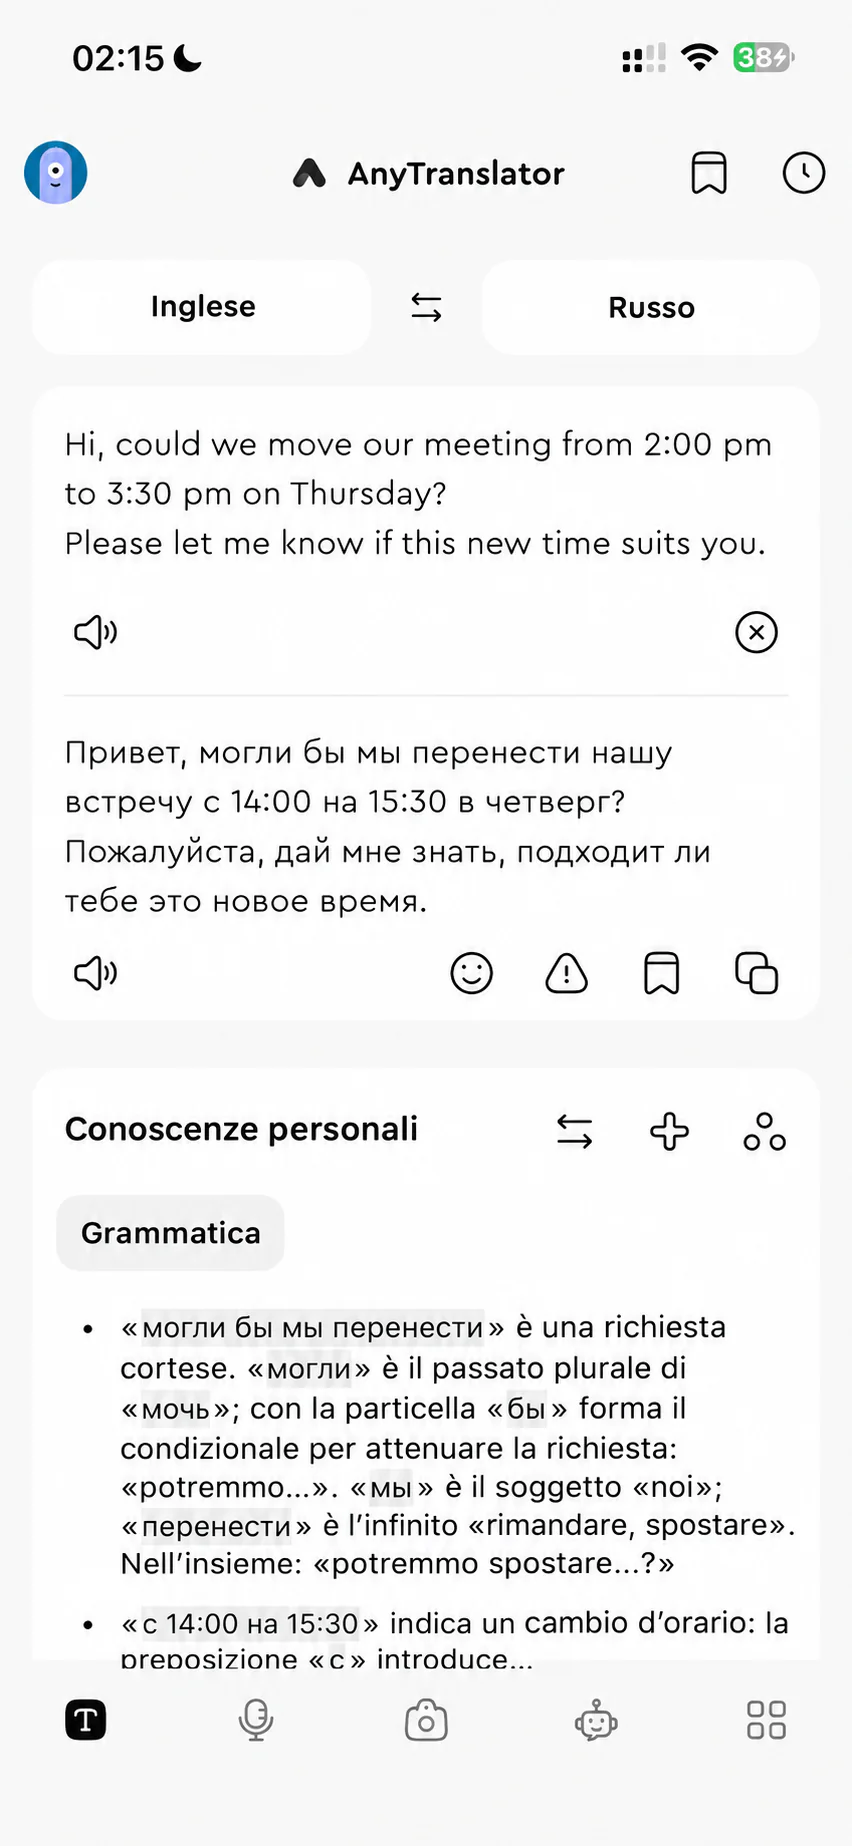 02:15
38
AnyTranslator
Inglese
Russo
Hi, could we move our meeting from 2:00 pm
to 3:30 pm on Thursday?
Please let me know if this new time suits you.
Привет, могли бы мы перенести нашу
встречу с 14:00 на 15:30 в четверг?
Пожалуйста, дай мне знать, подходит ли
тебе это новое время.
Conoscenze personali
Grammatica
• «могли бы мы перенести» è una richiesta
cortese. «могли» è il passato plurale di
«мочь»; con la particella «бы» forma il
condizionale per attenuare la richiesta:
«potremmo...». «мы» è il soggetto «noi»;
«перенести» è l’infinito «rimandare, spostare».
Nell’insieme: «potremmo spostare...?»
• «с 14:00 на 15:30» indica un cambio d’orario: la
preposizione «с» introduce...
T